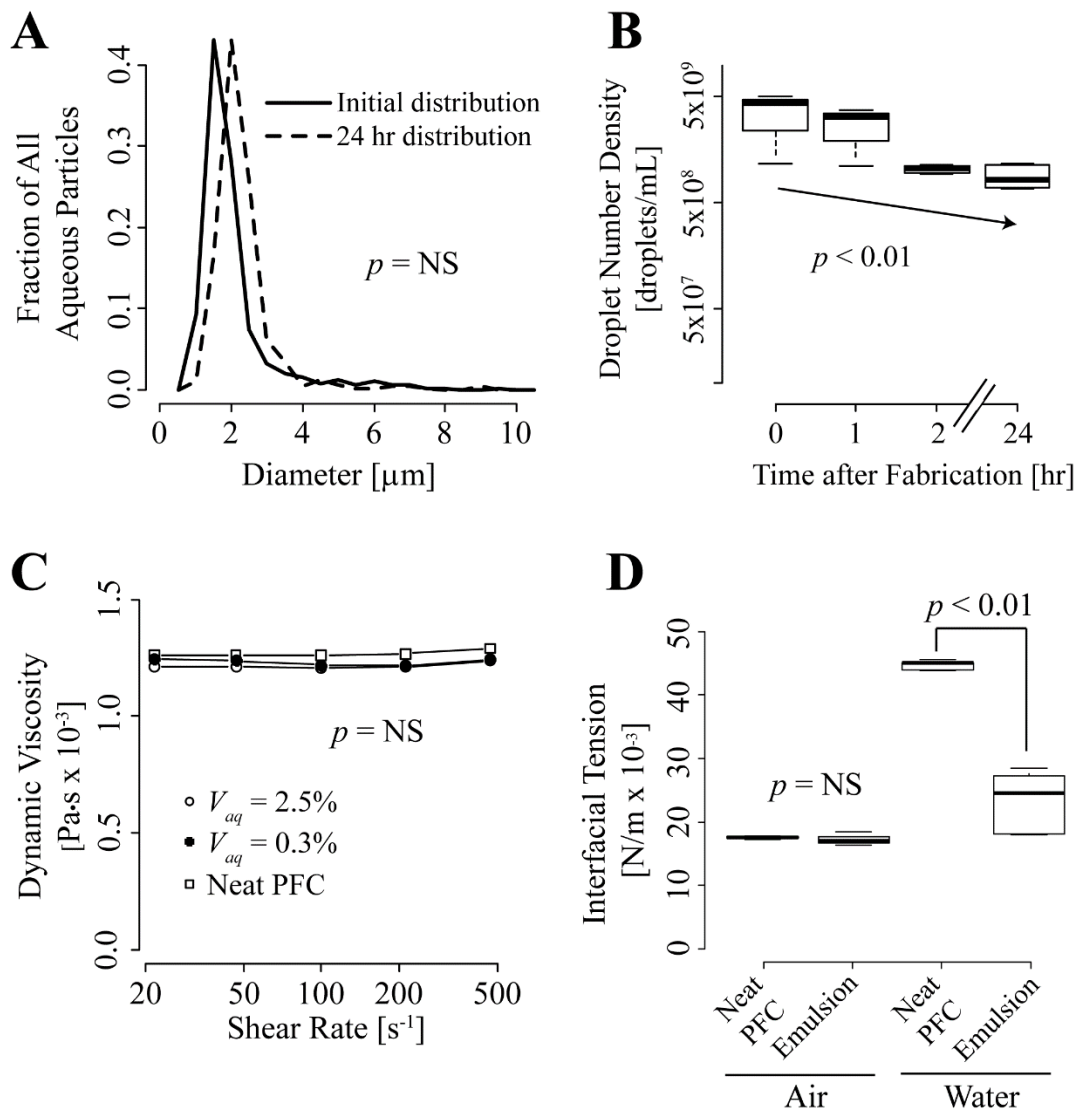 A
Fraction of All
Aqueous Particles
0.4
0.3
0.2
0.1
0.0
Initial distribution
24 hr distribution
p = NS
0
2
4
6
8
10
Diameter [μm]
B
Droplet Number Density
[droplets/mL]
5x10⁹
5x10⁸
5x10⁷
p < 0.01
0
1
2
24
Time after Fabrication [hr]
C
Dynamic Viscosity
[Pa·s x 10⁻³]
1.5
1.0
0.5
0.0
p = NS
Vaq = 2.5%
Vaq = 0.3%
Neat PFC
20
50
100
200
500
Shear Rate [s⁻¹]
D
Interfacial Tension
[N/m x 10⁻³]
50
40
30
20
10
0
p < 0.01
p = NS
Neat
PFC
Emulsion
Neat
PFC
Emulsion
Air
Water